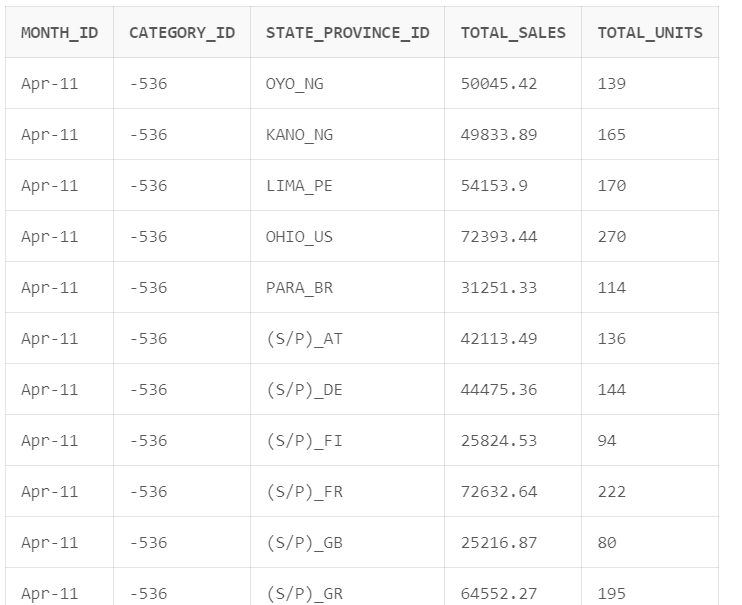 MONTH_ID CATEGORY_ID STATE_PROVINCE_ID TOTAL_SALES TOTAL_UNITS
Apr-11 -536 OYO_NG 50045.42 139
Apr-11 -536 KANO_NG 49833.89 165
Apr-11 -536 LIMA_PE 54153.9 170
Apr-11 -536 OHIO_US 72393.44 270
Apr-11 -536 PARA_BR 31251.33 114
Apr-11 -536 (S/P)_AT 42113.49 136
Apr-11 -536 (S/P)_DE 44475.36 144
Apr-11 -536 (S/P)_FI 25824.53 94
Apr-11 -536 (S/P)_FR 72632.64 222
Apr-11 -536 (S/P)_GB 25216.87 80
Apr-11 -536 (S/P)_GR 64552.27 195